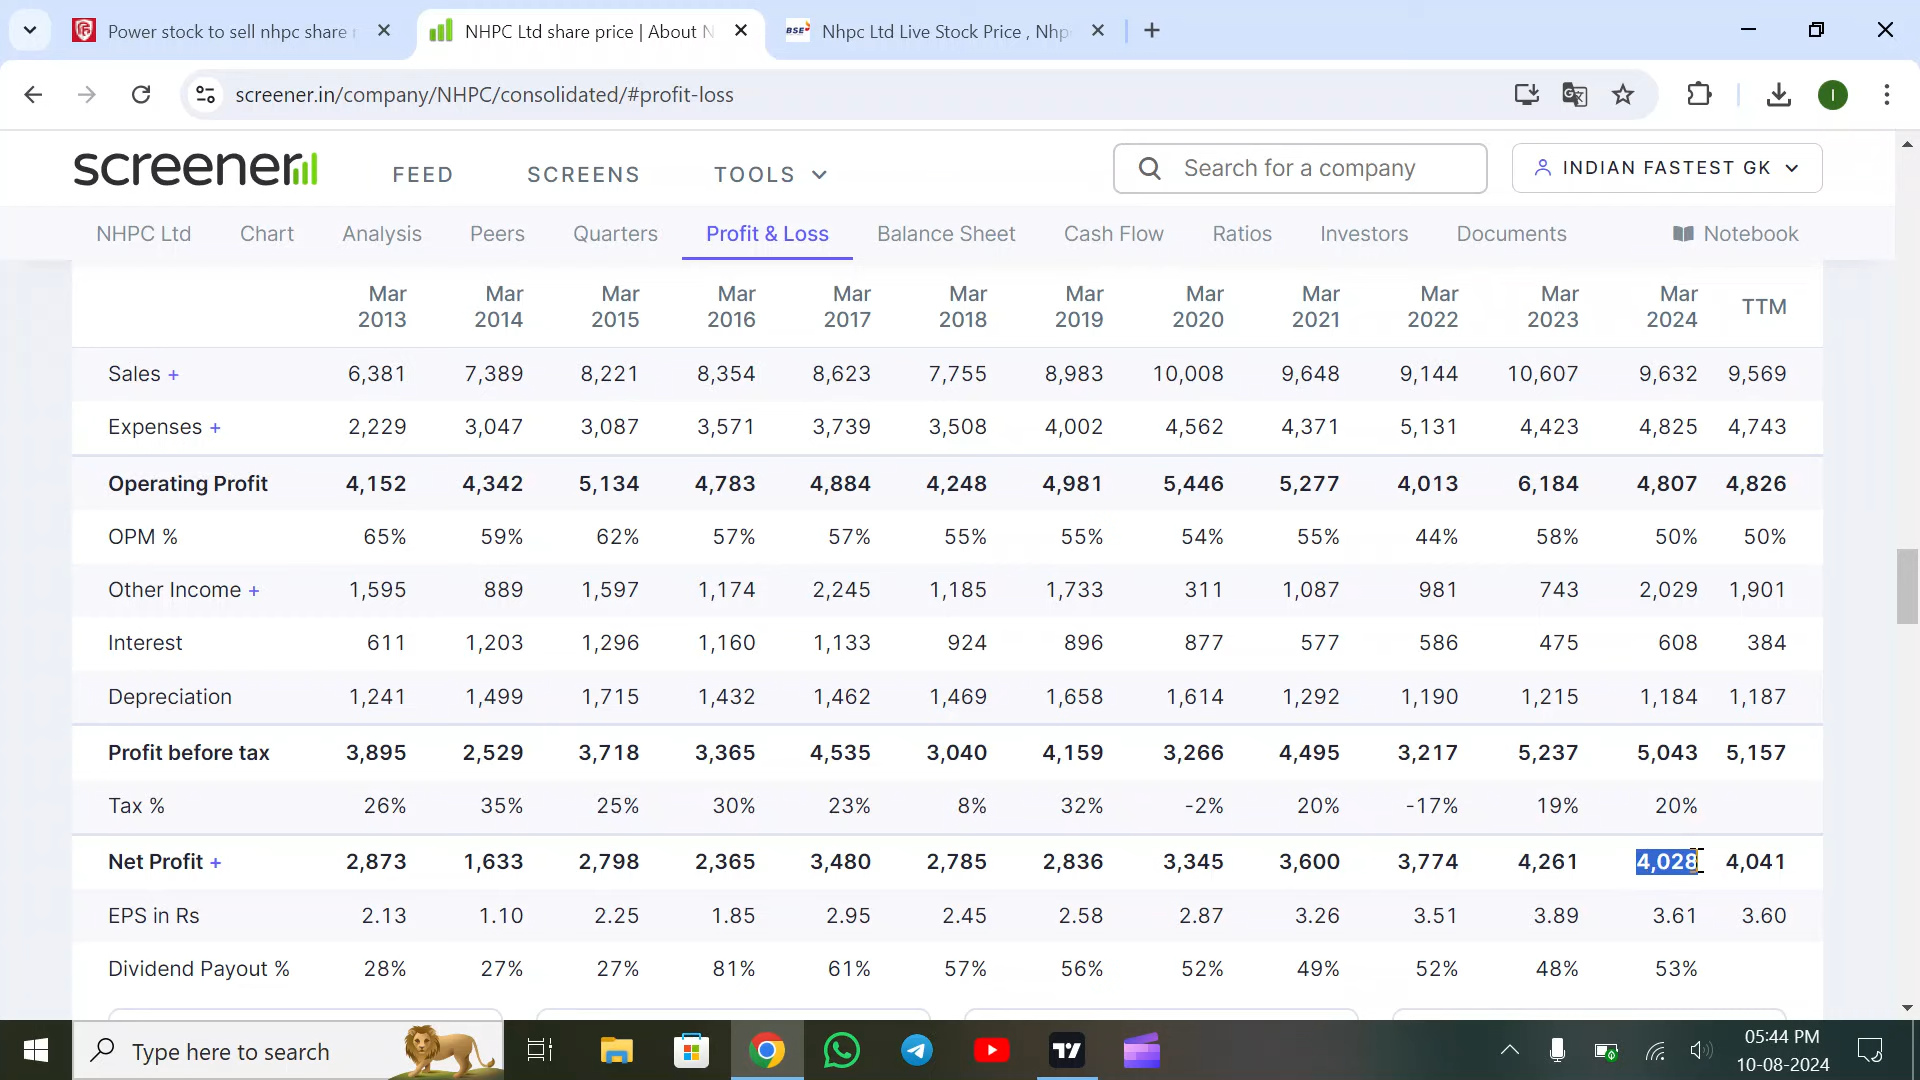 Power stock to sell nhpc share
NHPC Ltd share price | About N
BSE
Nhpc Ltd Live Stock Price , Nhp
screener.in/company/NHPC/consolidated/#profit-loss
I
screener
FEED
SCREENS
TOOLS
Search for a company
INDIAN FASTEST GK
NHPC Ltd Chart Analysis Peers Quarters Profit & Loss Balance Sheet Cash Flow Ratios Investors Documents Notebook
Mar 2013 Mar 2014 Mar 2015 Mar 2016 Mar 2017 Mar 2018 Mar 2019 Mar 2020 Mar 2021 Mar 2022 Mar 2023 Mar 2024 TTM
Sales + 6,381 7,389 8,221 8,354 8,623 7,755 8,983 10,008 9,648 9,144 10,607 9,632 9,569
Expenses + 2,229 3,047 3,087 3,571 3,739 3,508 4,002 4,562 4,371 5,131 4,423 4,825 4,743
Operating Profit 4,152 4,342 5,134 4,783 4,884 4,248 4,981 5,446 5,277 4,013 6,184 4,807 4,826
OPM % 65% 59% 62% 57% 57% 55% 55% 54% 55% 44% 58% 50% 50%
Other Income + 1,595 889 1,597 1,174 2,245 1,185 1,733 311 1,087 981 743 2,029 1,901
Interest 611 1,203 1,296 1,160 1,133 924 896 877 577 586 475 608 384
Depreciation 1,241 1,499 1,715 1,432 1,462 1,469 1,658 1,614 1,292 1,190 1,215 1,184 1,187
Profit before tax 3,895 2,529 3,718 3,365 4,535 3,040 4,159 3,266 4,495 3,217 5,237 5,043 5,157
Tax % 26% 35% 25% 30% 23% 8% 32% -2% 20% -17% 19% 20%
Net Profit + 2,873 1,633 2,798 2,365 3,480 2,785 2,836 3,345 3,600 3,774 4,261 4,028 4,041
EPS in Rs 2.13 1.10 2.25 1.85 2.95 2.45 2.58 2.87 3.26 3.51 3.89 3.61 3.60
Dividend Payout % 28% 27% 27% 81% 61% 57% 56% 52% 49% 52% 48% 53%
Type here to search
05:44 PM
10-08-2024